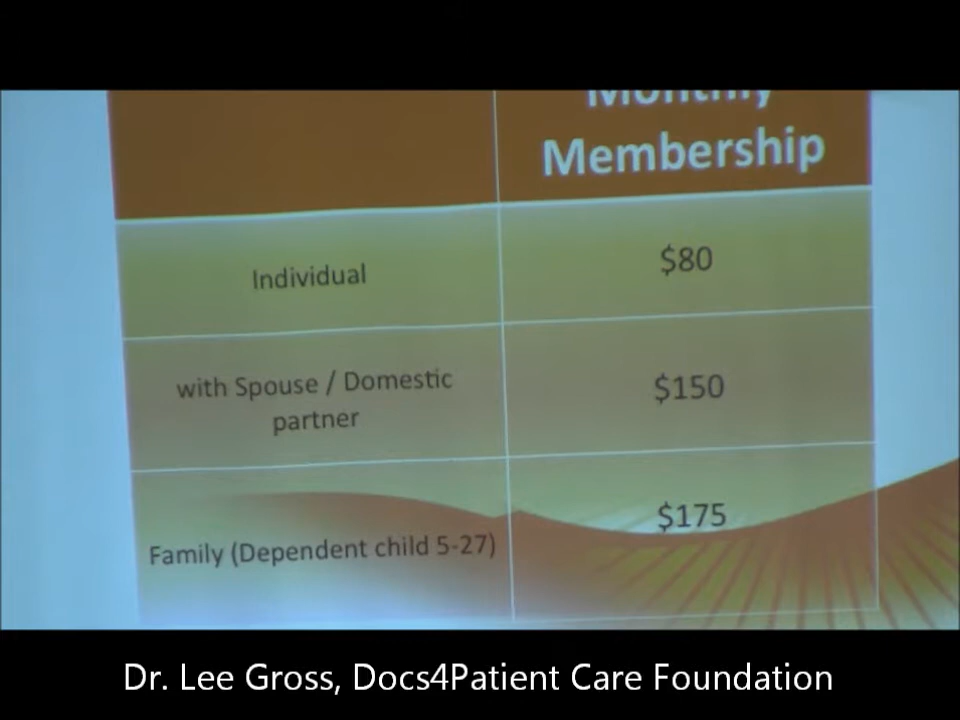 Monthly
Membership
Individual
$80
with Spouse / Domestic
partner
$150
Family (Dependent child 5-27)
$175
Dr. Lee Gross, Docs4Patient Care Foundation